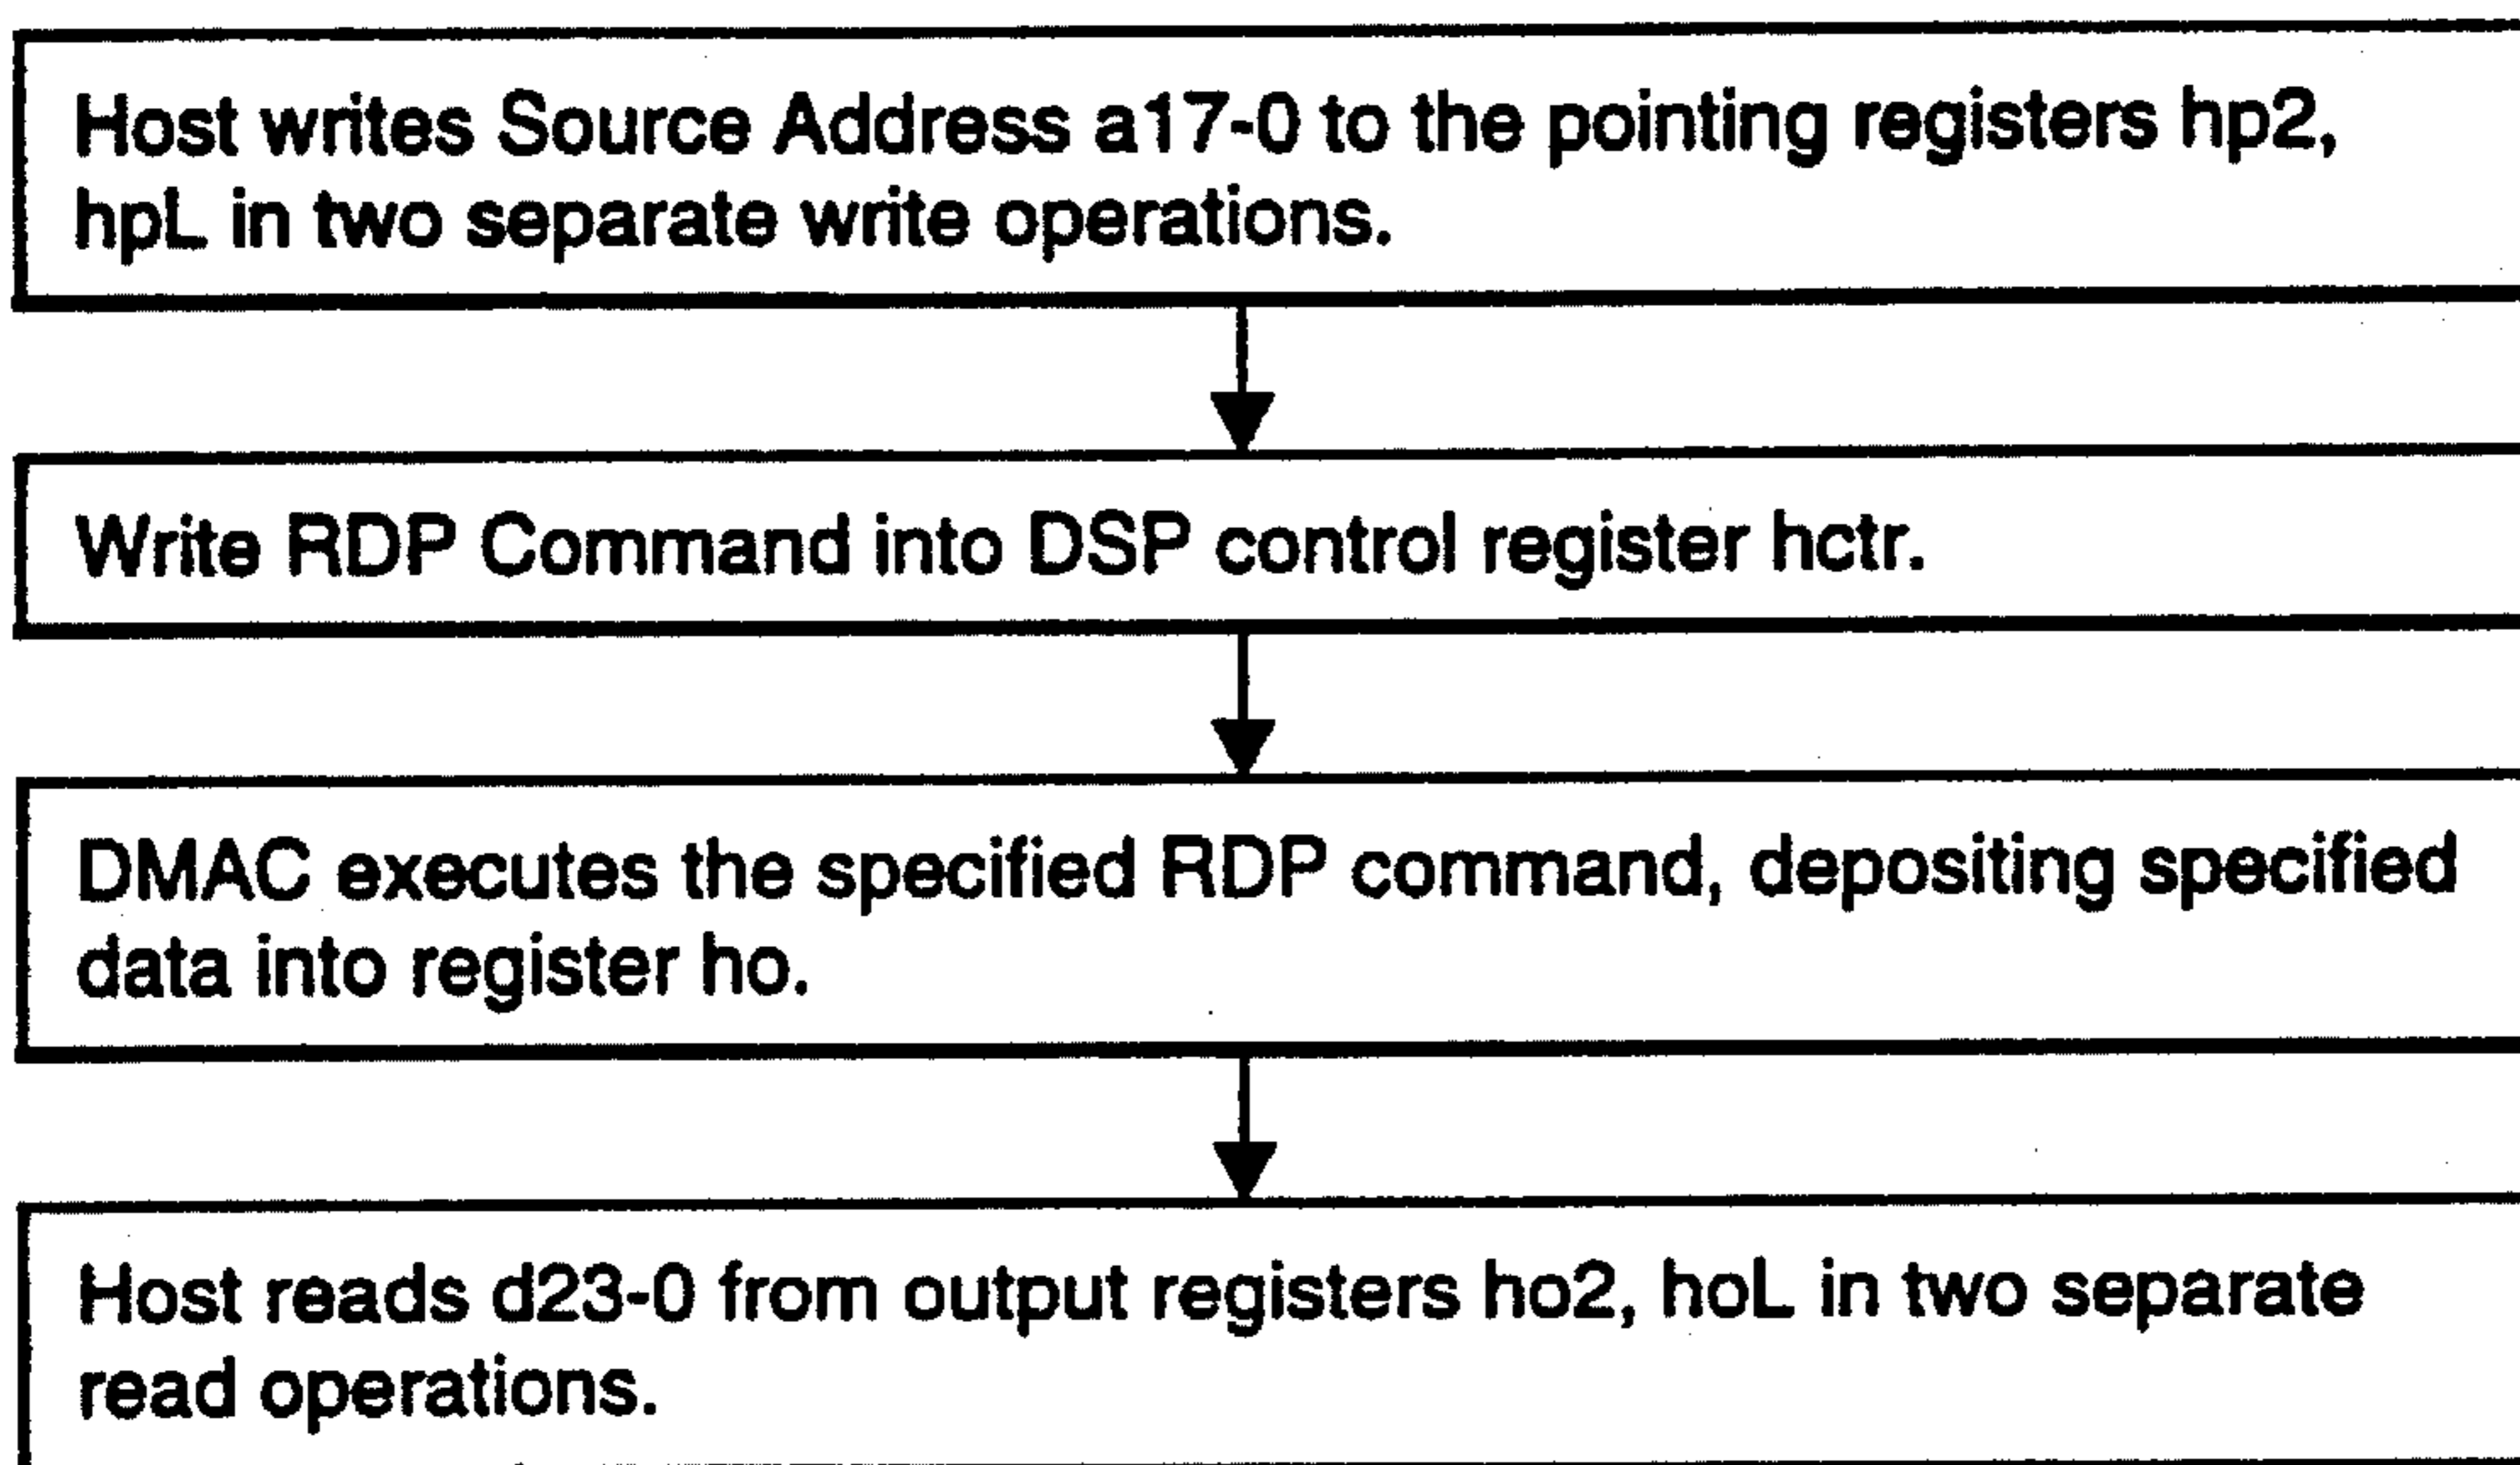 Host writes Source Address a17-0 to the pointing registers hp2,
hpL in two separate write operations.
Write RDP Command into DSP control register hctr.
DMAC executes the specified RDP command, depositing specified
data into register ho.
Host reads d23-0 from output registers ho2, hoL in two separate
read operations.